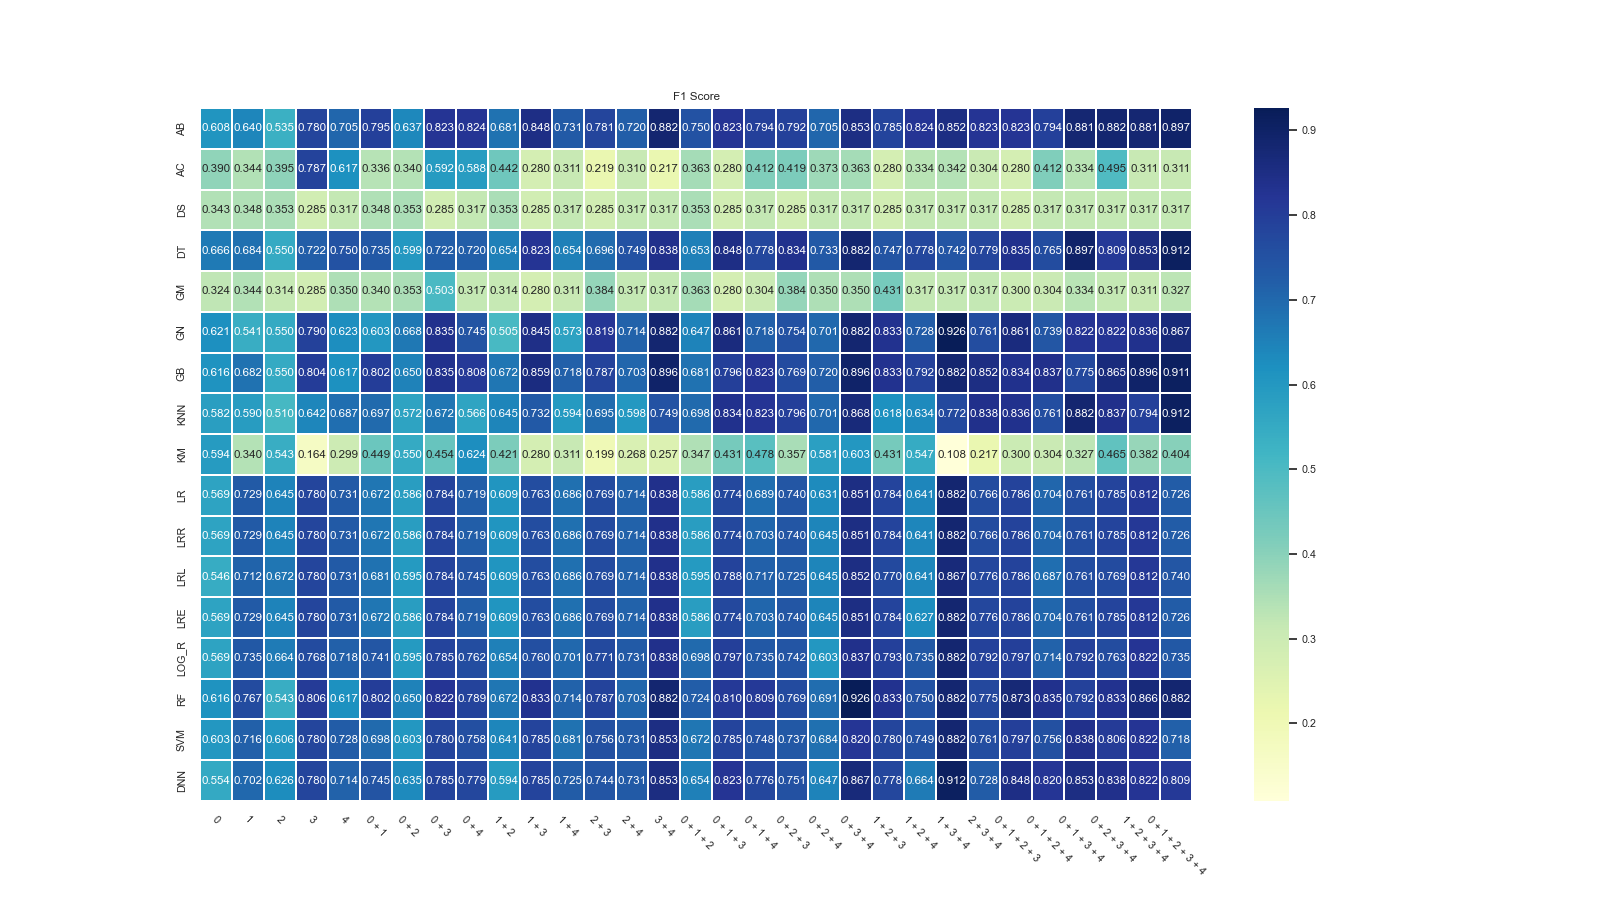 F1 Score
AB 0.608 0.640 0.535 0.780 0.705 0.795 0.637 0.823 0.824 0.681 0.848 0.731 0.781 0.720 0.882 0.750 0.823 0.794 0.792 0.705 0.853 0.785 0.824 0.852 0.823 0.823 0.794 0.881 0.882 0.881 0.897
AC 0.390 0.344 0.395 0.787 0.617 0.336 0.340 0.592 0.588 0.442 0.280 0.311 0.219 0.310 0.217 0.363 0.280 0.412 0.419 0.373 0.363 0.280 0.334 0.342 0.304 0.280 0.412 0.334 0.495 0.311 0.311
DS 0.343 0.348 0.353 0.285 0.317 0.348 0.353 0.285 0.317 0.353 0.285 0.317 0.285 0.317 0.317 0.353 0.285 0.317 0.285 0.317 0.317 0.285 0.317 0.317 0.317 0.285 0.317 0.317 0.317 0.317 0.317
DT 0.666 0.684 0.550 0.722 0.750 0.735 0.599 0.722 0.720 0.654 0.823 0.654 0.696 0.749 0.838 0.653 0.848 0.778 0.834 0.733 0.882 0.747 0.778 0.742 0.779 0.835 0.765 0.897 0.809 0.853 0.912
GM 0.324 0.344 0.314 0.285 0.350 0.340 0.353 0.503 0.317 0.314 0.280 0.311 0.384 0.317 0.317 0.363 0.280 0.304 0.384 0.350 0.350 0.431 0.317 0.317 0.317 0.300 0.304 0.334 0.317 0.311 0.327
GN 0.621 0.541 0.550 0.790 0.623 0.603 0.668 0.835 0.745 0.505 0.845 0.573 0.819 0.714 0.882 0.647 0.861 0.718 0.754 0.701 0.882 0.833 0.728 0.926 0.761 0.861 0.739 0.822 0.822 0.836 0.867
GB 0.616 0.682 0.550 0.804 0.617 0.802 0.650 0.835 0.808 0.672 0.859 0.718 0.787 0.703 0.896 0.681 0.796 0.823 0.769 0.720 0.896 0.833 0.792 0.882 0.852 0.834 0.837 0.775 0.865 0.896 0.911
KNN 0.582 0.590 0.510 0.642 0.687 0.697 0.572 0.672 0.566 0.645 0.732 0.594 0.695 0.598 0.749 0.698 0.834 0.823 0.796 0.701 0.868 0.618 0.634 0.772 0.838 0.836 0.761 0.882 0.837 0.794 0.912
KM 0.594 0.340 0.543 0.164 0.299 0.449 0.550 0.454 0.624 0.421 0.280 0.311 0.199 0.268 0.257 0.347 0.431 0.478 0.357 0.581 0.603 0.431 0.547 0.108 0.217 0.300 0.304 0.327 0.465 0.382 0.404
LR 0.569 0.729 0.645 0.780 0.731 0.672 0.586 0.784 0.719 0.609 0.763 0.686 0.769 0.714 0.838 0.586 0.774 0.689 0.740 0.631 0.851 0.784 0.641 0.882 0.766 0.786 0.704 0.761 0.785 0.812 0.726
LRR 0.569 0.729 0.645 0.780 0.731 0.672 0.586 0.784 0.719 0.609 0.763 0.686 0.769 0.714 0.838 0.586 0.774 0.703 0.740 0.645 0.851 0.784 0.641 0.882 0.766 0.786 0.704 0.761 0.785 0.812 0.726
LRL 0.546 0.712 0.672 0.780 0.731 0.681 0.595 0.784 0.745 0.609 0.763 0.686 0.769 0.714 0.838 0.595 0.788 0.717 0.725 0.645 0.852 0.770 0.641 0.867 0.776 0.786 0.687 0.761 0.769 0.812 0.740
LRE 0.569 0.729 0.645 0.780 0.731 0.672 0.586 0.784 0.719 0.609 0.763 0.686 0.769 0.714 0.838 0.586 0.774 0.703 0.740 0.645 0.851 0.784 0.627 0.882 0.776 0.786 0.704 0.761 0.785 0.812 0.726
LOG_R 0.569 0.735 0.664 0.768 0.718 0.741 0.595 0.785 0.762 0.654 0.760 0.701 0.771 0.731 0.838 0.698 0.797 0.735 0.742 0.603 0.837 0.793 0.735 0.882 0.792 0.797 0.714 0.792 0.763 0.822 0.735
RF 0.616 0.767 0.543 0.806 0.617 0.802 0.650 0.822 0.789 0.672 0.833 0.714 0.787 0.703 0.882 0.724 0.810 0.809 0.769 0.691 0.926 0.833 0.750 0.882 0.775 0.873 0.835 0.792 0.833 0.866 0.882
SVM 0.603 0.716 0.606 0.780 0.728 0.698 0.603 0.780 0.758 0.641 0.785 0.681 0.756 0.731 0.853 0.672 0.785 0.748 0.737 0.684 0.820 0.780 0.749 0.882 0.761 0.797 0.756 0.838 0.806 0.822 0.718
DNN 0.554 0.702 0.626 0.780 0.714 0.745 0.635 0.785 0.779 0.594 0.785 0.725 0.744 0.731 0.853 0.654 0.823 0.776 0.751 0.647 0.867 0.778 0.664 0.912 0.728 0.848 0.820 0.853 0.838 0.822 0.809
0
1
2
3
4
0 + 1
0 + 2
0 + 3
0 + 4
1 + 2
1 + 3
1 + 4
2 + 3
2 + 4
3 + 4
0 + 1 + 2
0 + 1 + 3
0 + 1 + 4
0 + 2 + 3
0 + 2 + 4
0 + 3 + 4
1 + 2 + 3
1 + 2 + 4
1 + 3 + 4
2 + 3 + 4
0 + 1 + 2 + 3
0 + 1 + 2 + 4
0 + 1 + 3 + 4
0 + 2 + 3 + 4
1 + 2 + 3 + 4
0 + 1 + 2 + 3 + 4
0.9
0.8
0.7
0.6
0.5
0.4
0.3
0.2